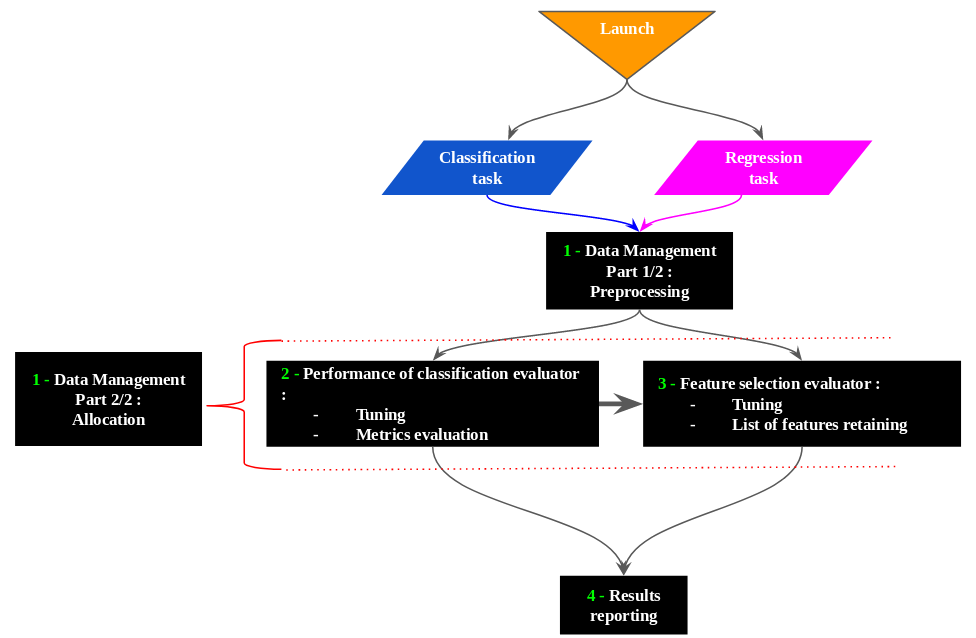 Launch
Classification
task
Regression
task
1 - Data Management
Part 1/2 :
Preprocessing
1 - Data Management
Part 2/2 :
Allocation
2 - Performance of classification evaluator
:
- Tuning
- Metrics evaluation
3 - Feature selection evaluator :
- Tuning
- List of features retaining
4 - Results
reporting